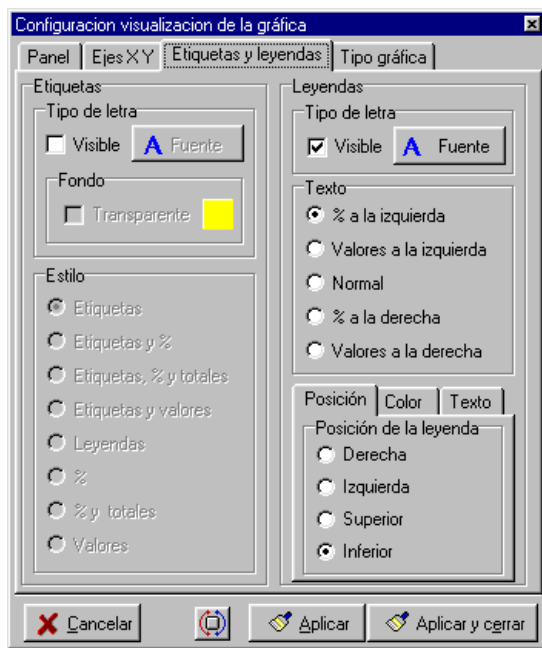 Configuracion visualizacion de la gráfica
Panel
Ejes X Y
Etiquetas y leyendas
Tipo gráfica
Etiquetas
Tipo de letra
Visible
A Fuente
Fondo
Transparente
Estilo
Etiquetas
Etiquetas y %
Etiquetas, % y totales
Etiquetas y valores
Leyendas
%
% y totales
Valores
Leyendas
Tipo de letra
Visible
A Fuente
Texto
% a la izquierda
Valores a la izquierda
Normal
% a la derecha
Valores a la derecha
Posición
Color
Texto
Posición de la leyenda
Derecha
Izquierda
Superior
Inferior
Cancelar
Aplicar
Aplicar y cerrar